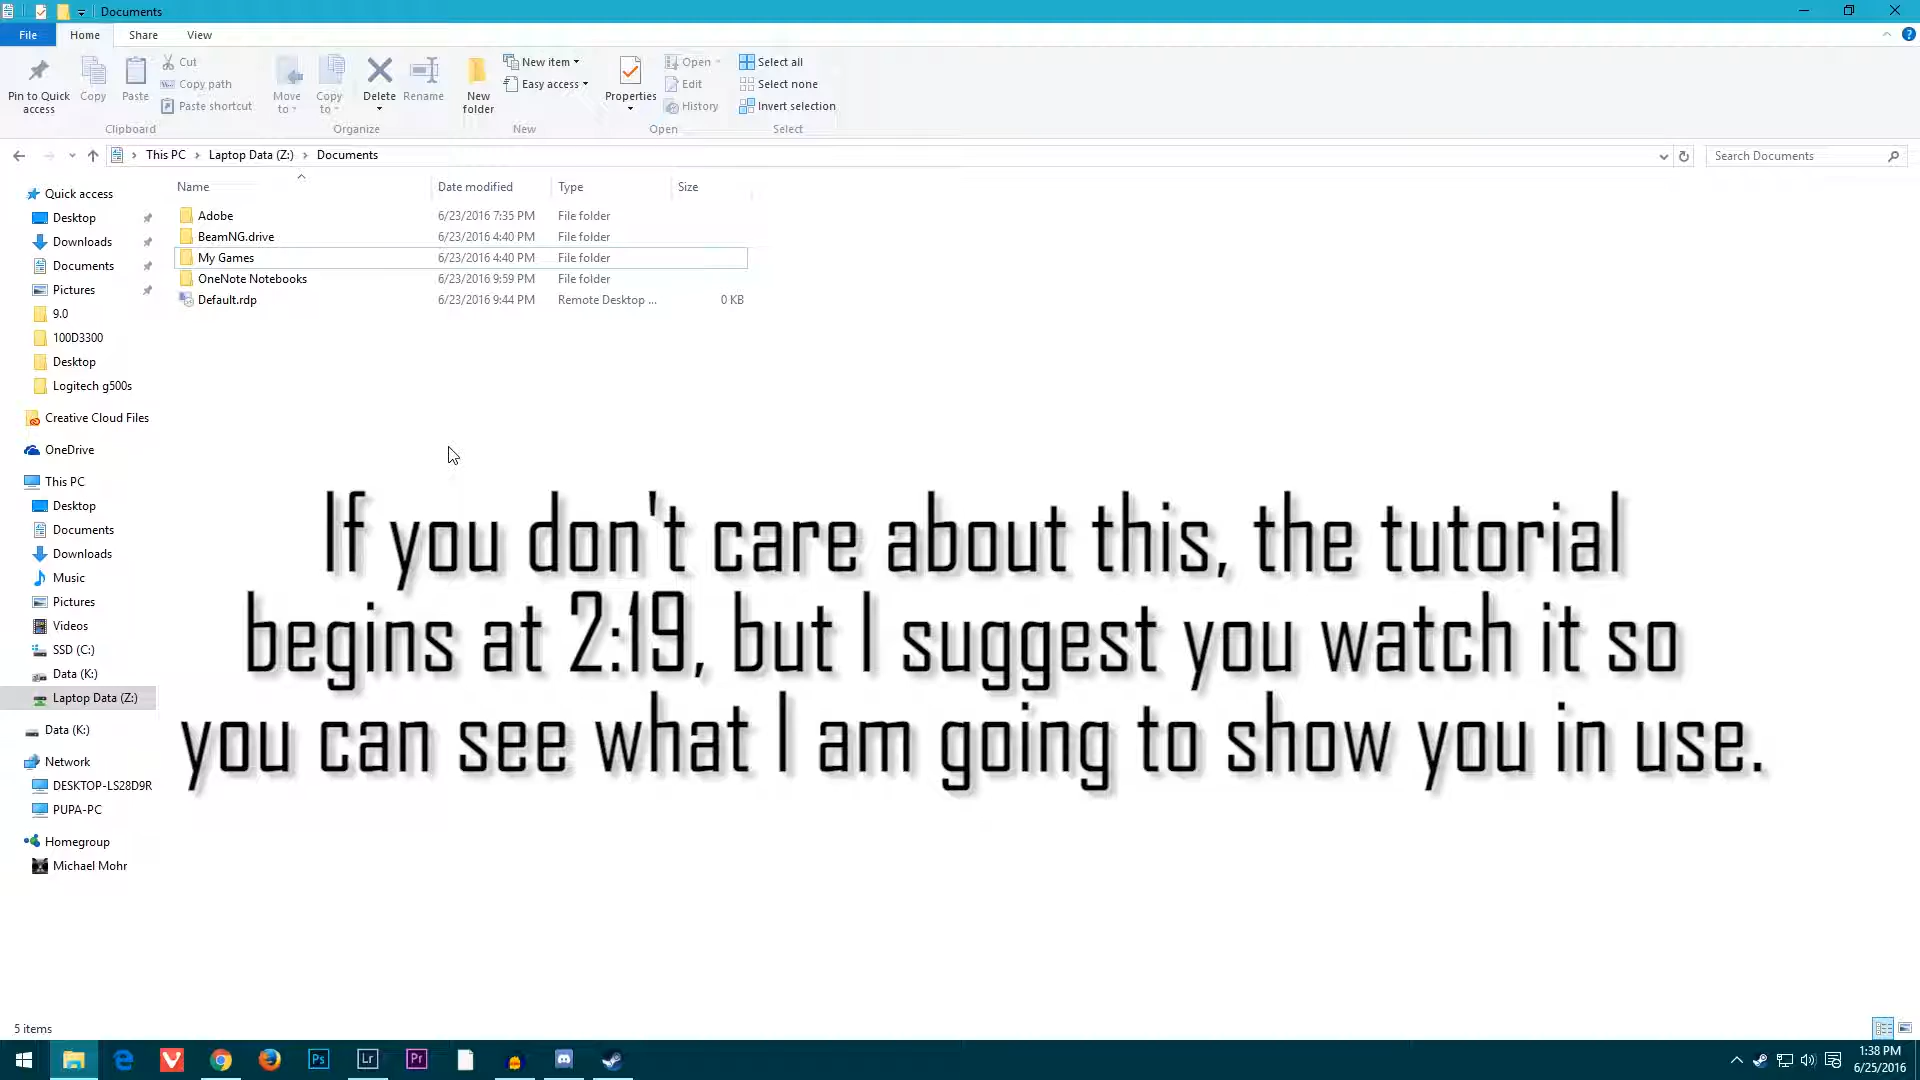 Documents
File
Home
Share
View
Pin to Quick access
Copy
Paste
Cut
Copy path
Paste shortcut
Clipboard
Move to
Copy to
Delete
Rename
Organize
New folder
New item
Easy access
New
Properties
Open
Edit
History
Open
Select all
Select none
Invert selection
Select
This PC
Laptop Data (Z:)
Documents
Search Documents
Name
Date modified
Type
Size
Adobe 6/23/2016 7:35 PM File folder
BeamNG.drive 6/23/2016 4:40 PM File folder
My Games 6/23/2016 4:40 PM File folder
OneNote Notebooks 6/23/2016 9:59 PM File folder
Default.rdp 6/23/2016 9:44 PM Remote Desktop ... 0 KB
Quick access
Desktop
Downloads
Documents
Pictures
9.0
100D3300
Desktop
Logitech g500s
Creative Cloud Files
OneDrive
This PC
Desktop
Documents
Downloads
Music
Pictures
Videos
SSD (C:)
Data (K:)
Laptop Data (Z:)
Data (K:)
Network
DESKTOP-LS28D9R
PUPA-PC
Homegroup
Michael Mohr
If you don't care about this, the tutorial
begins at 2:19, but I suggest you watch it so
you can see what I am going to show you in use.
5 items
Ps
Lr
Pr
1:38 PM
6/25/2016